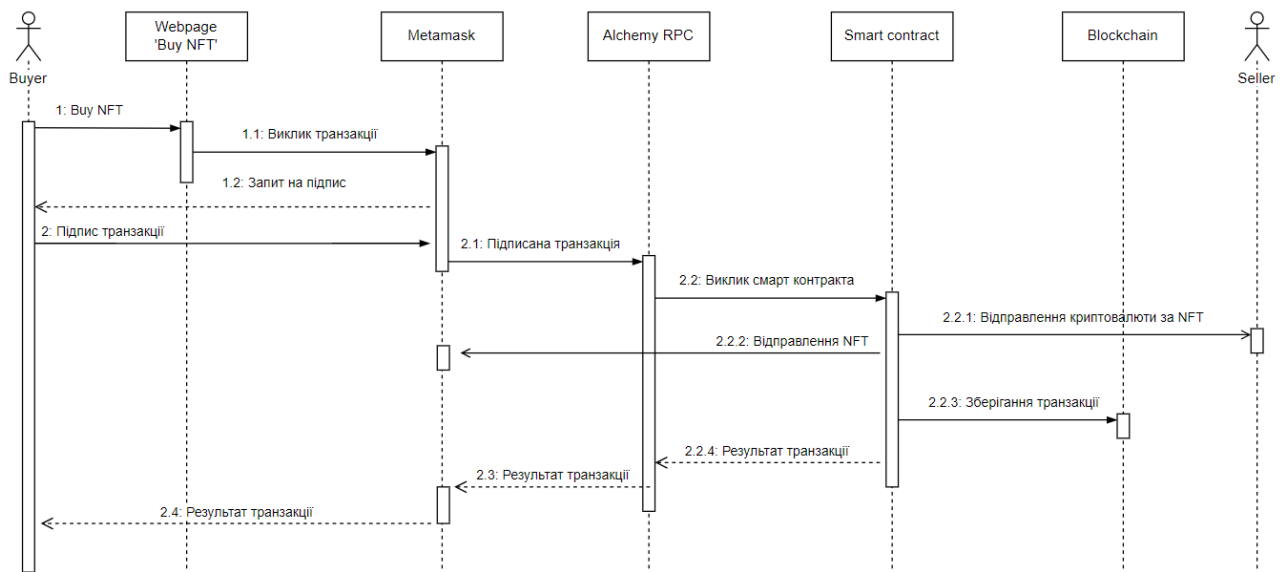 Buyer
Webpage
'Buy NFT'
Metamask
Alchemy RPC
Smart contract
Blockchain
Seller
1: Buy NFT
1.1: Виклик транзакції
1.2: Запит на підпис
2: Підпис транзакції
2.1: Підписана транзакція
2.2: Виклик смарт контракта
2.2.1: Відправлення криптовалюти за NFT
2.2.2: Відправлення NFT
2.2.3: Зберігання транзакції
2.2.4: Результат транзакції
2.3: Результат транзакції
2.4: Результат транзакції